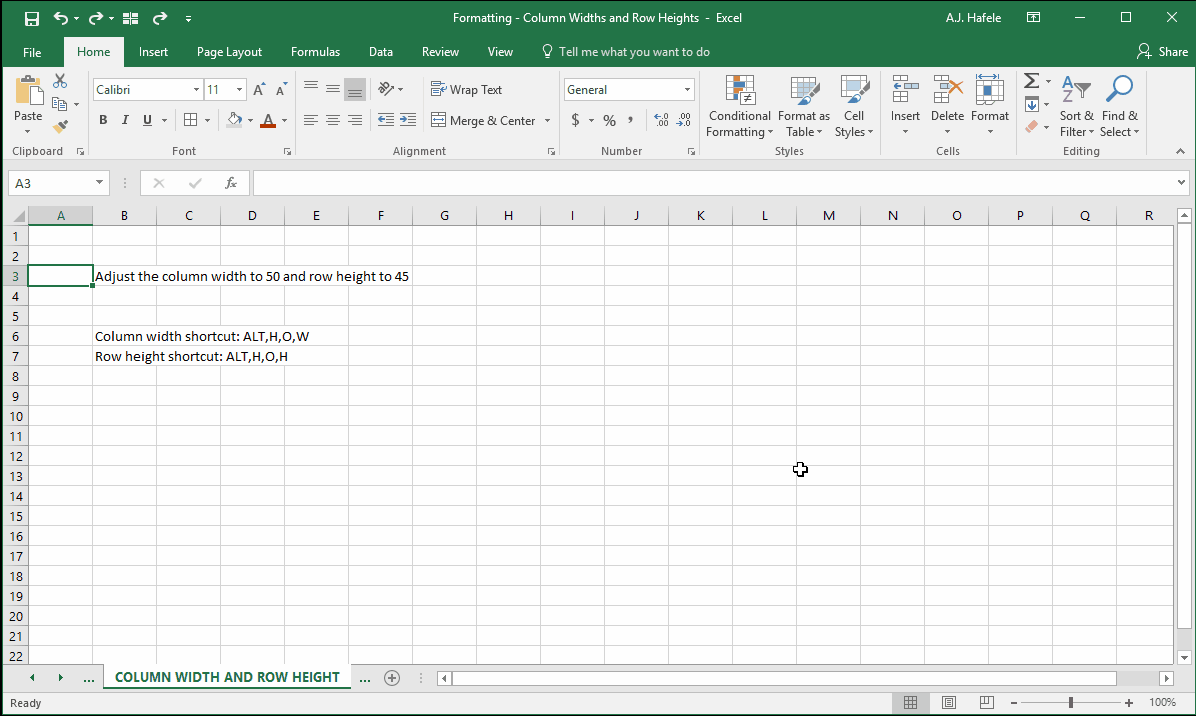 Formatting - Column Widths and Row Heights - Excel
A.J. Hafele
File Home Insert Page Layout Formulas Data Review View Tell me what you want to do Share
Paste
Clipboard
Calibri 11
A A
B I U A
Font
Wrap Text
Merge & Center
Alignment
General
$ % , .0 .00 .00 .0
Number
Conditional Formatting
Format as Table
Cell Styles
Styles
Insert Delete Format
Cells
Σ
Sort & Filter
Find & Select
Editing
A3
fx
A B C D E F G H I J K L M N O P Q R
1
2
3 Adjust the column width to 50 and row height to 45
4
5
6 Column width shortcut: ALT,H,O,W
7 Row height shortcut: ALT,H,O,H
8
9
10
11
12
13
14
15
16
17
18
19
20
21
22
... COLUMN WIDTH AND ROW HEIGHT ...
Ready
100%